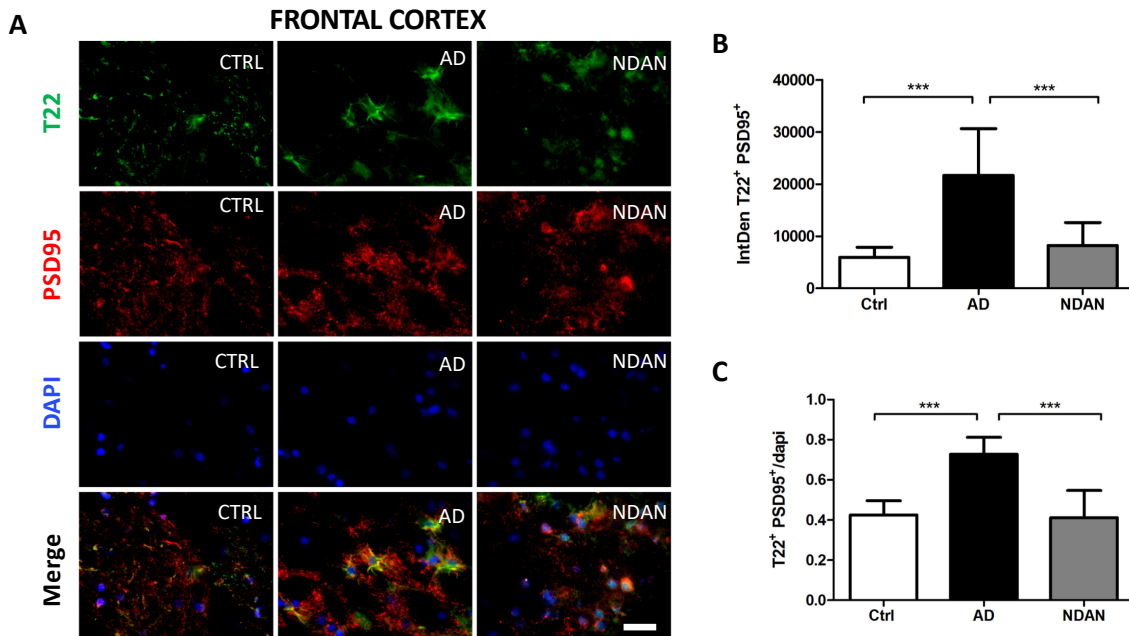 FRONTAL CORTEX
A
T22
CTRL
AD
NDAN
PSD95
CTRL
AD
NDAN
DAPI
CTRL
AD
NDAN
Merge
CTRL
AD
NDAN
B
IntDen T22⁺ PSD95⁺
40000
30000
20000
10000
0
***
***
Ctrl
AD
NDAN
C
T22⁺ PSD95⁺/dapi
1.0
0.8
0.6
0.4
0.2
0.0
***
***
Ctrl
AD
NDAN